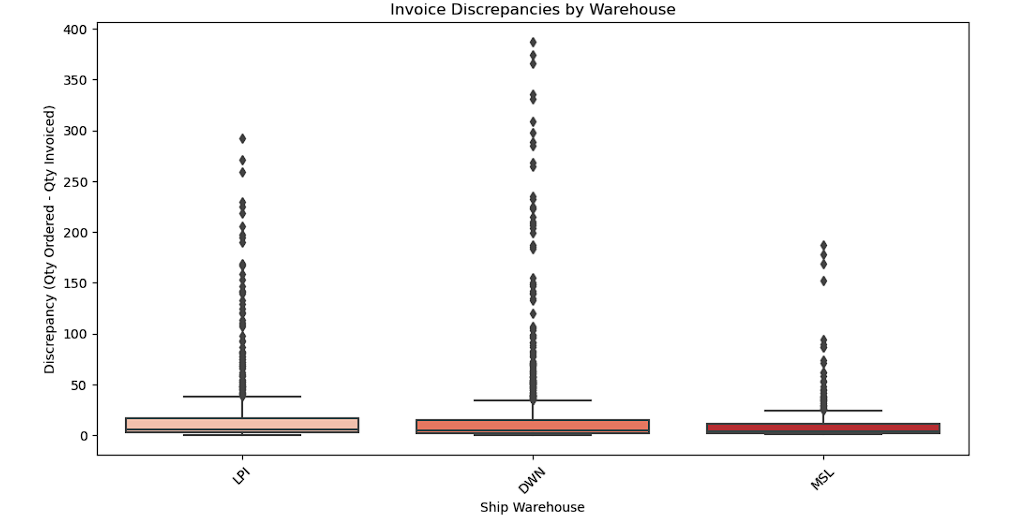 Invoice Discrepancies by Warehouse
Discrepancy (Qty Ordered - Qty Invoiced)
400
350
300
250
200
150
100
50
0
LPI
DWN
MSL
Ship Warehouse